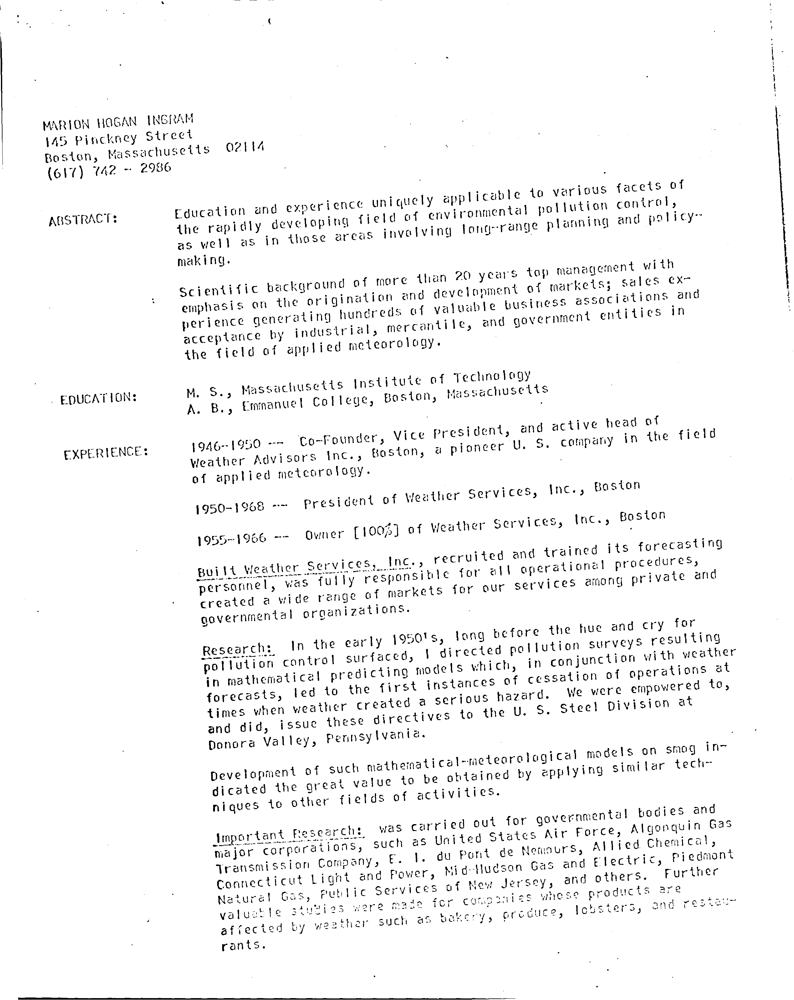 MARION HOGAN INGRAM
145 Pinckney Street
Boston, Massachusetts 02114
(617) 742 - 2986
ABSTRACT: Education and experience uniquely applicable to various facets of
the rapidly developing field of environmental pollution control,
as well as in those areas involving long-range planning and policy-
making.
Scientific background of more than 20 years top management with
emphasis on the origination and development of markets; sales ex-
perience generating hundreds of valuable business associations and
acceptance by industrial, mercantile, and government entities in
the field of applied meteorology.
EDUCATION: M. S., Massachusetts Institute of Technology
A. B., Emmanuel College, Boston, Massachusetts
EXPERIENCE: 1946-1950 -- Co-Founder, Vice President, and active head of
Weather Advisors Inc., Boston, a pioneer U. S. company in the field
of applied meteorology.
1950-1968 -- President of Weather Services, Inc., Boston
1955-1966 -- Owner [100%] of Weather Services, Inc., Boston
Built Weather Services, Inc., recruited and trained its forecasting
personnel, was fully responsible for all operational procedures,
created a wide range of markets for our services among private and
governmental organizations.
Research: In the early 1950's, long before the hue and cry for
pollution control surfaced, I directed pollution surveys resulting
in mathematical predicting models which, in conjunction with weather
forecasts, led to the first instances of cessation of operations at
times when weather created a serious hazard. We were empowered to,
and did, issue these directives to the U. S. Steel Division at
Donora Valley, Pennsylvania.
Development of such mathematical-meteorological models on smog in-
dicated the great value to be obtained by applying similar tech-
niques to other fields of activities.
Important Research: was carried out for governmental bodies and
major corporations, such as United States Air Force, Algonquin Gas
Transmission Company, E. I. du Pont de Nemours, Allied Chemical,
Connecticut Light and Power, Mid-Hudson Gas and Electric, Piedmont
Natural Gas, Public Services of New Jersey, and others. Further
valuable studies were made for companies whose products are
affected by weather such as bakery, produce, lobsters, and restau-
rants.